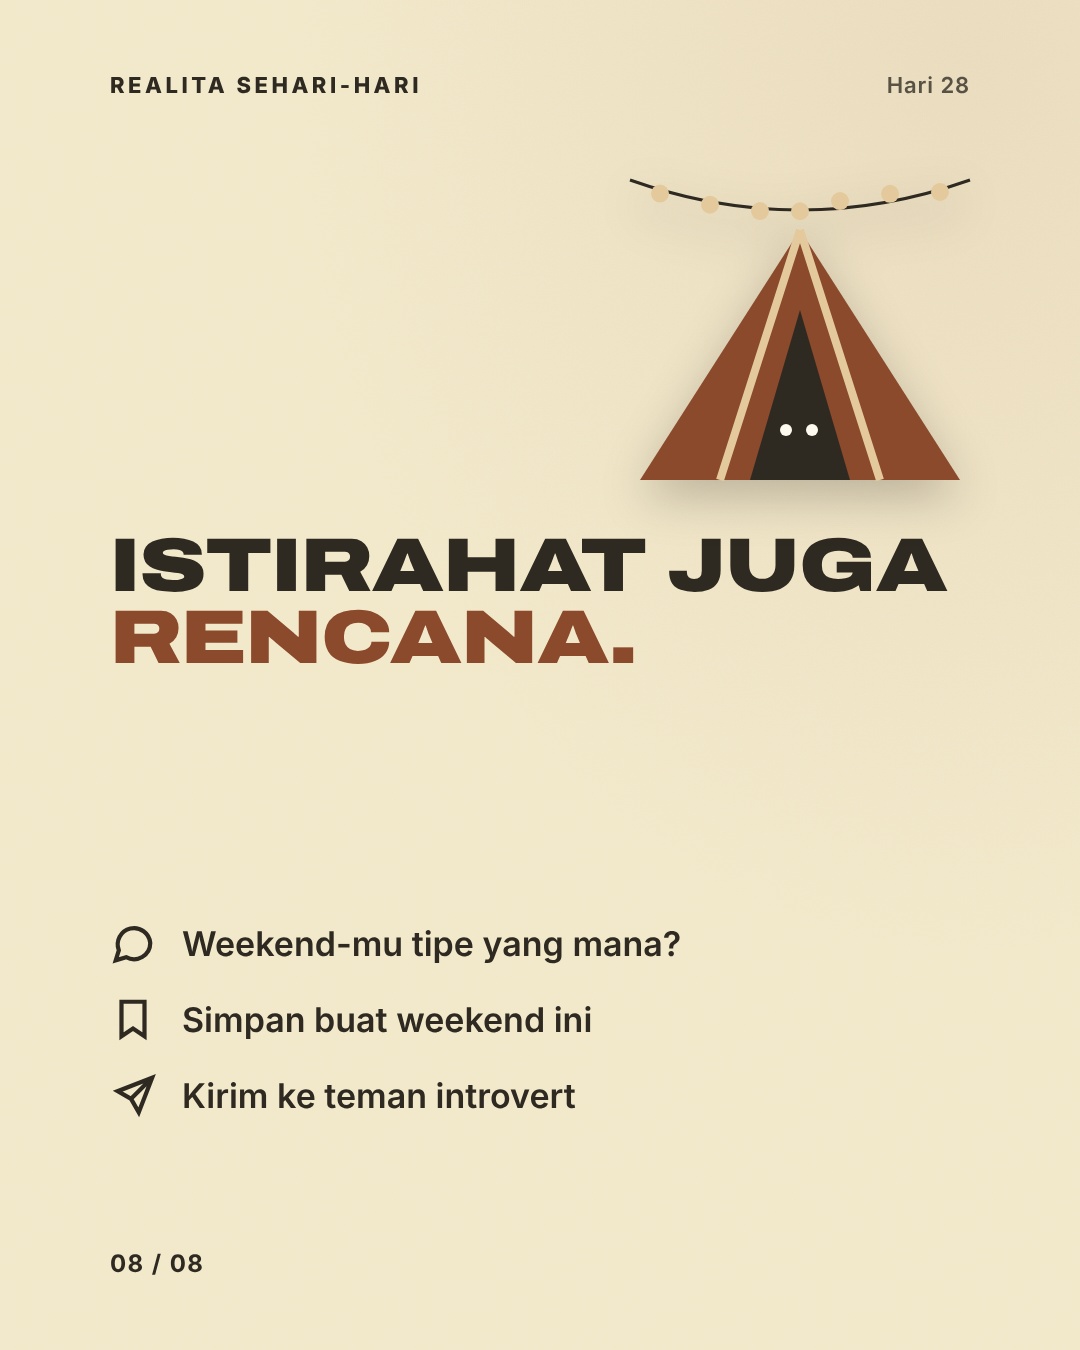 REALITA SEHARI-HARI
Hari 28
ISTIRAHAT JUGA
RENCANA.
Weekend-mu tipe yang mana?
Simpan buat weekend ini
Kirim ke teman introvert
08 / 08